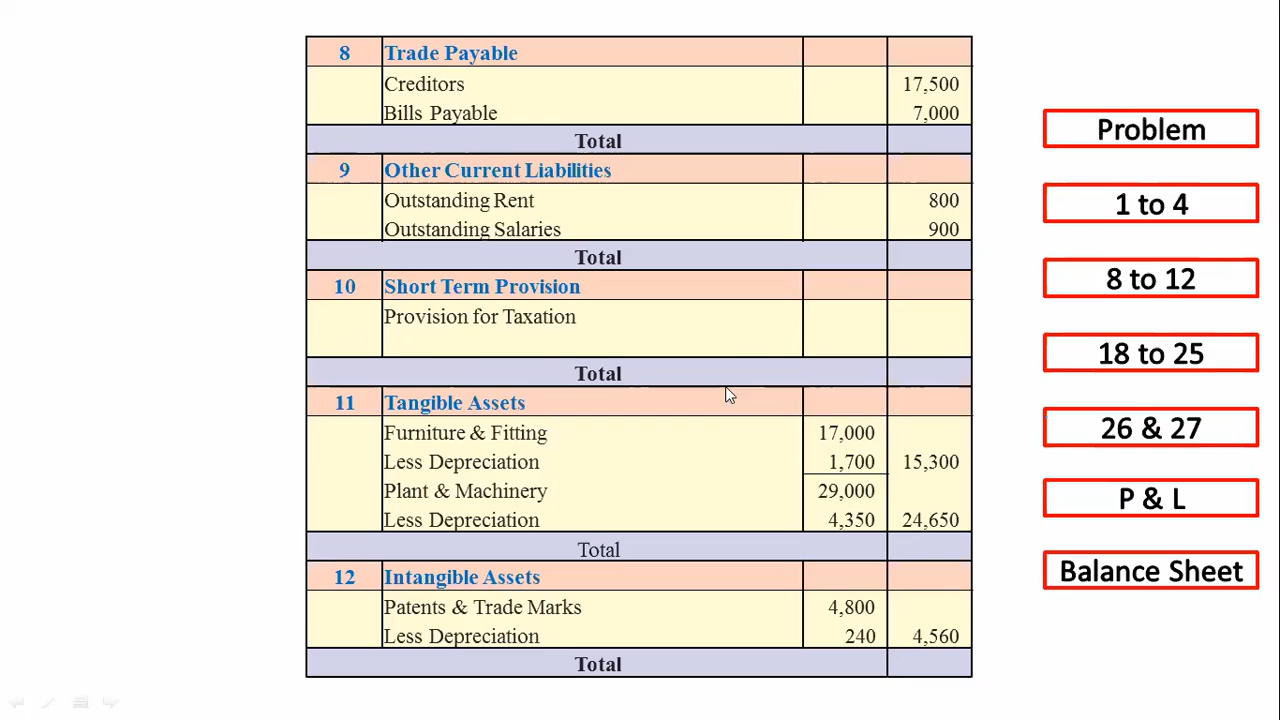 8 Trade Payable
Creditors 17,500
Bills Payable 7,000
Total
9 Other Current Liabilities
Outstanding Rent 800
Outstanding Salaries 900
Total
10 Short Term Provision
Provision for Taxation
Total
11 Tangible Assets
Furniture & Fitting 17,000
Less Depreciation 1,700 15,300
Plant & Machinery 29,000
Less Depreciation 4,350 24,650
Total
12 Intangible Assets
Patents & Trade Marks 4,800
Less Depreciation 240 4,560
Total
Problem
1 to 4
8 to 12
18 to 25
26 & 27
P & L
Balance Sheet